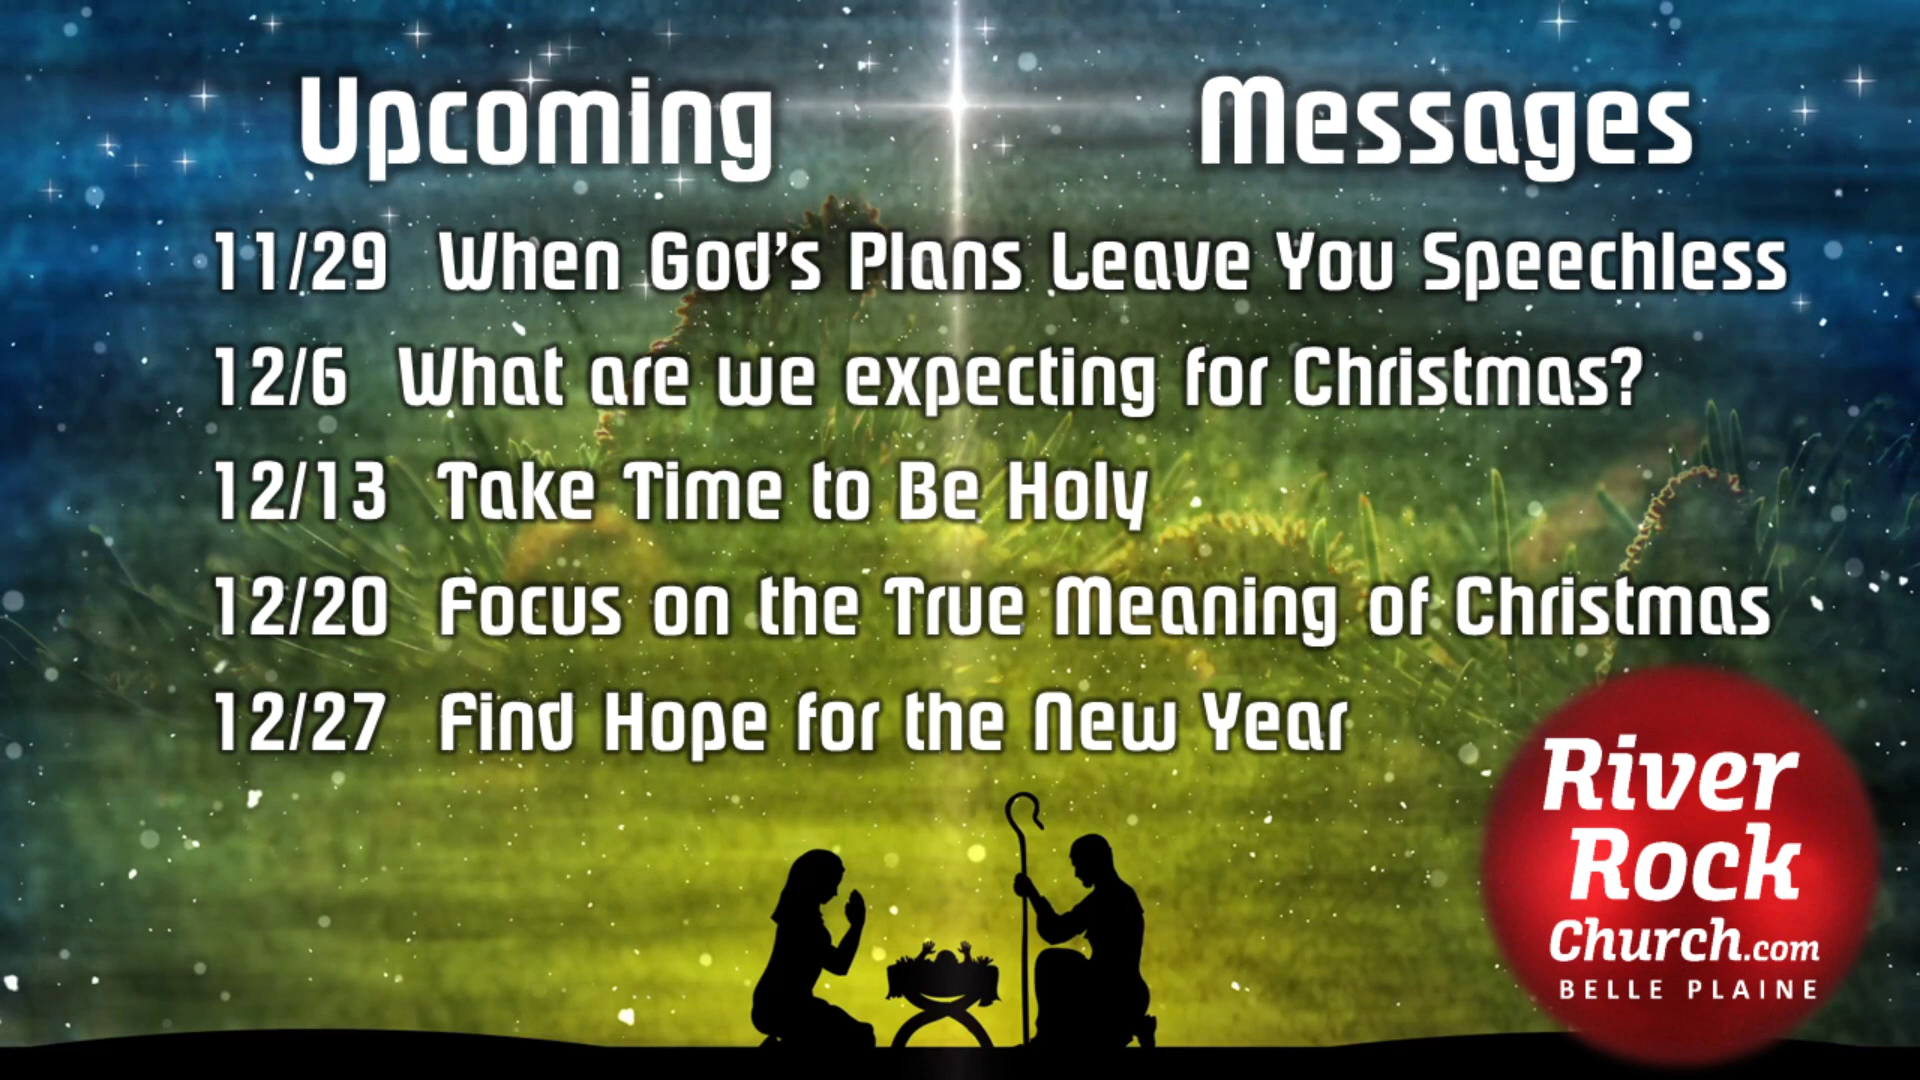 Upcoming Messages
11/29 When God's Plans Leave You Speechless
12/6 What are we expecting for Christmas?
12/13 Take Time to Be Holy
12/20 Focus on the True Meaning of Christmas
12/27 Find Hope for the New Year
River
Rock
Church.com
BELLE PLAINE